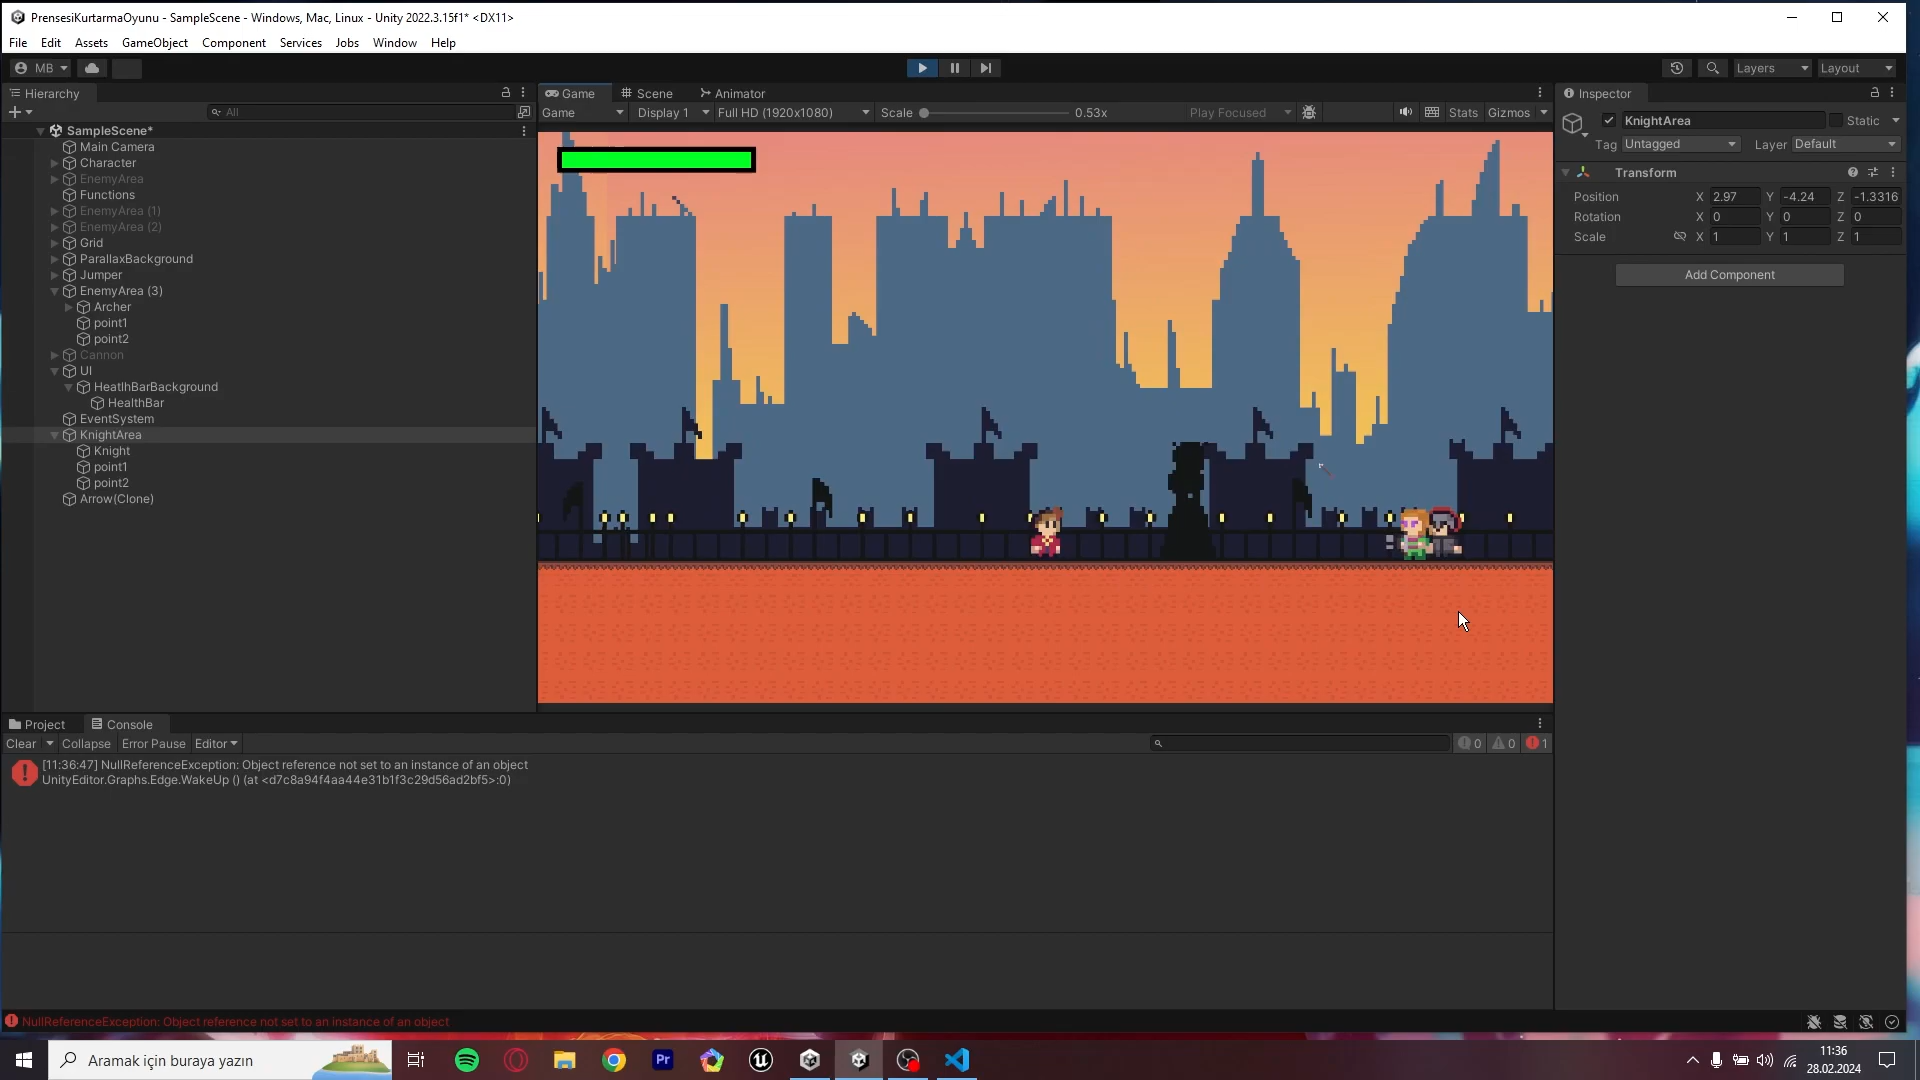 PrensesiKurtarmaOyunu - SampleScene - Windows, Mac, Linux - Unity 2022.3.15f1* <DX11>
File Edit Assets GameObject Component Services Jobs Window Help
MB Layers Layout
Hierarchy
All
SampleScene*
Main Camera
Character
EnemyArea
Functions
EnemyArea (1)
EnemyArea (2)
Grid
ParallaxBackground
Jumper
EnemyArea (3)
Archer
point1
point2
Cannon
UI
HeatlhBarBackground
HealthBar
EventSystem
KnightArea
Knight
point1
point2
Arrow(Clone)
Game Scene Animator
Game Display 1 Full HD (1920x1080) Scale 0.53x Play Focused Stats Gizmos
Inspector
KnightArea Static
Tag Untagged Layer Default
Transform
Position X 2.97 Y -4.24 Z -1.3316
Rotation X 0 Y 0 Z 0
Scale X 1 Y 1 Z 1
Add Component
Project Console
Clear Collapse Error Pause Editor 0 0 1
[11:36:47] NullReferenceException: Object reference not set to an instance of an object
UnityEditor.Graphs.Edge.WakeUp () (at <d7c8a94f4aa44e31b1f3c29d56ad2bf5>:0)
NullReferenceException: Object reference not set to an instance of an object
Aramak için buraya yazın
Pr
11:36
28.02.2024